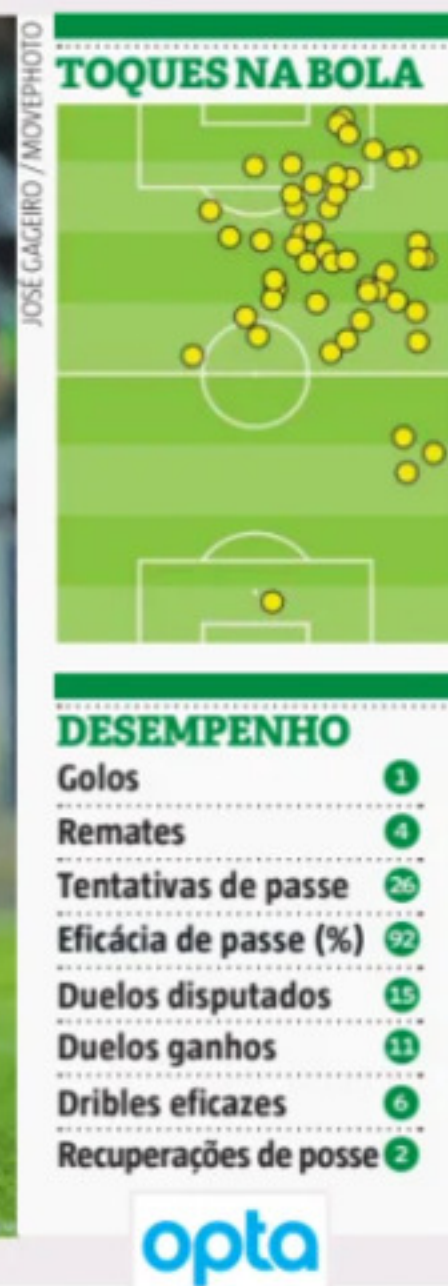 JOSÉ GAGEIRO / MOVEPHOTO
TOQUES NA BOLA
DESEMPENHO
Golos 1
Remates 4
Tentativas de passe 26
Eficácia de passe (%) 92
Duelos disputados 15
Duelos ganhos 11
Dribles eficazes 6
Recuperações de posse 2
opta